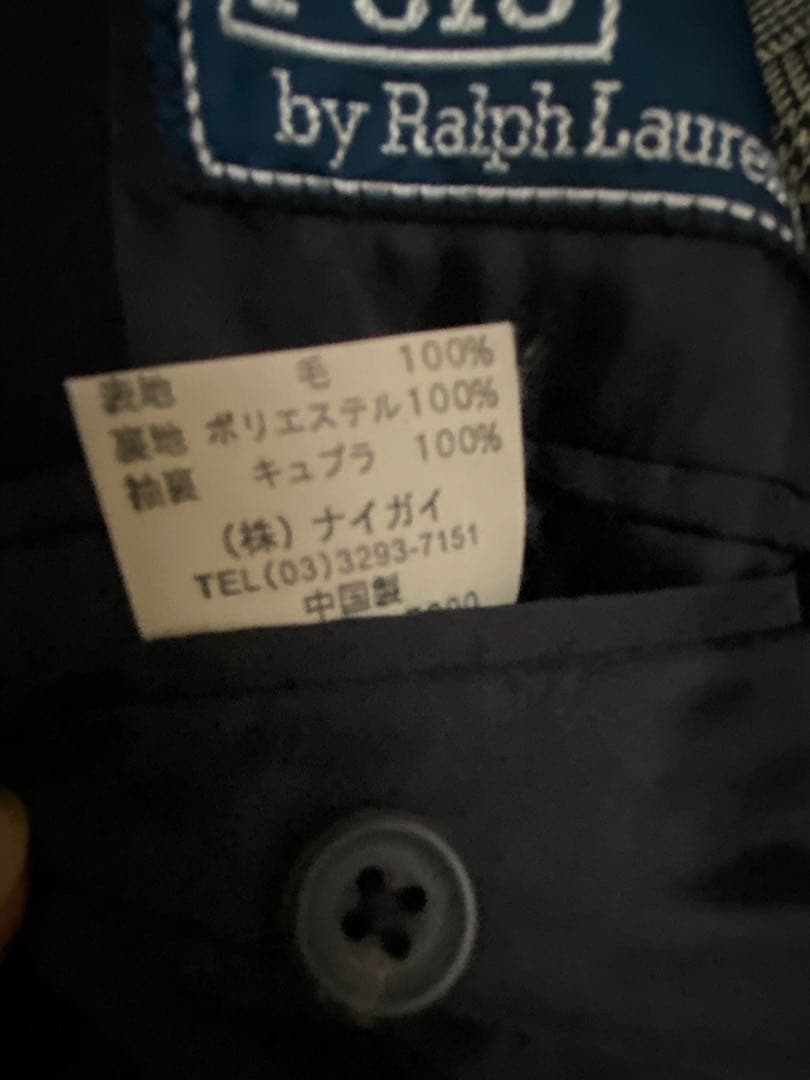 by Ralph Laure
表地 毛 100%
裏地 ポリエステル100%
袖裏 キュプラ 100%
(株) ナイガイ
TEL(03)3293-7151
中国製